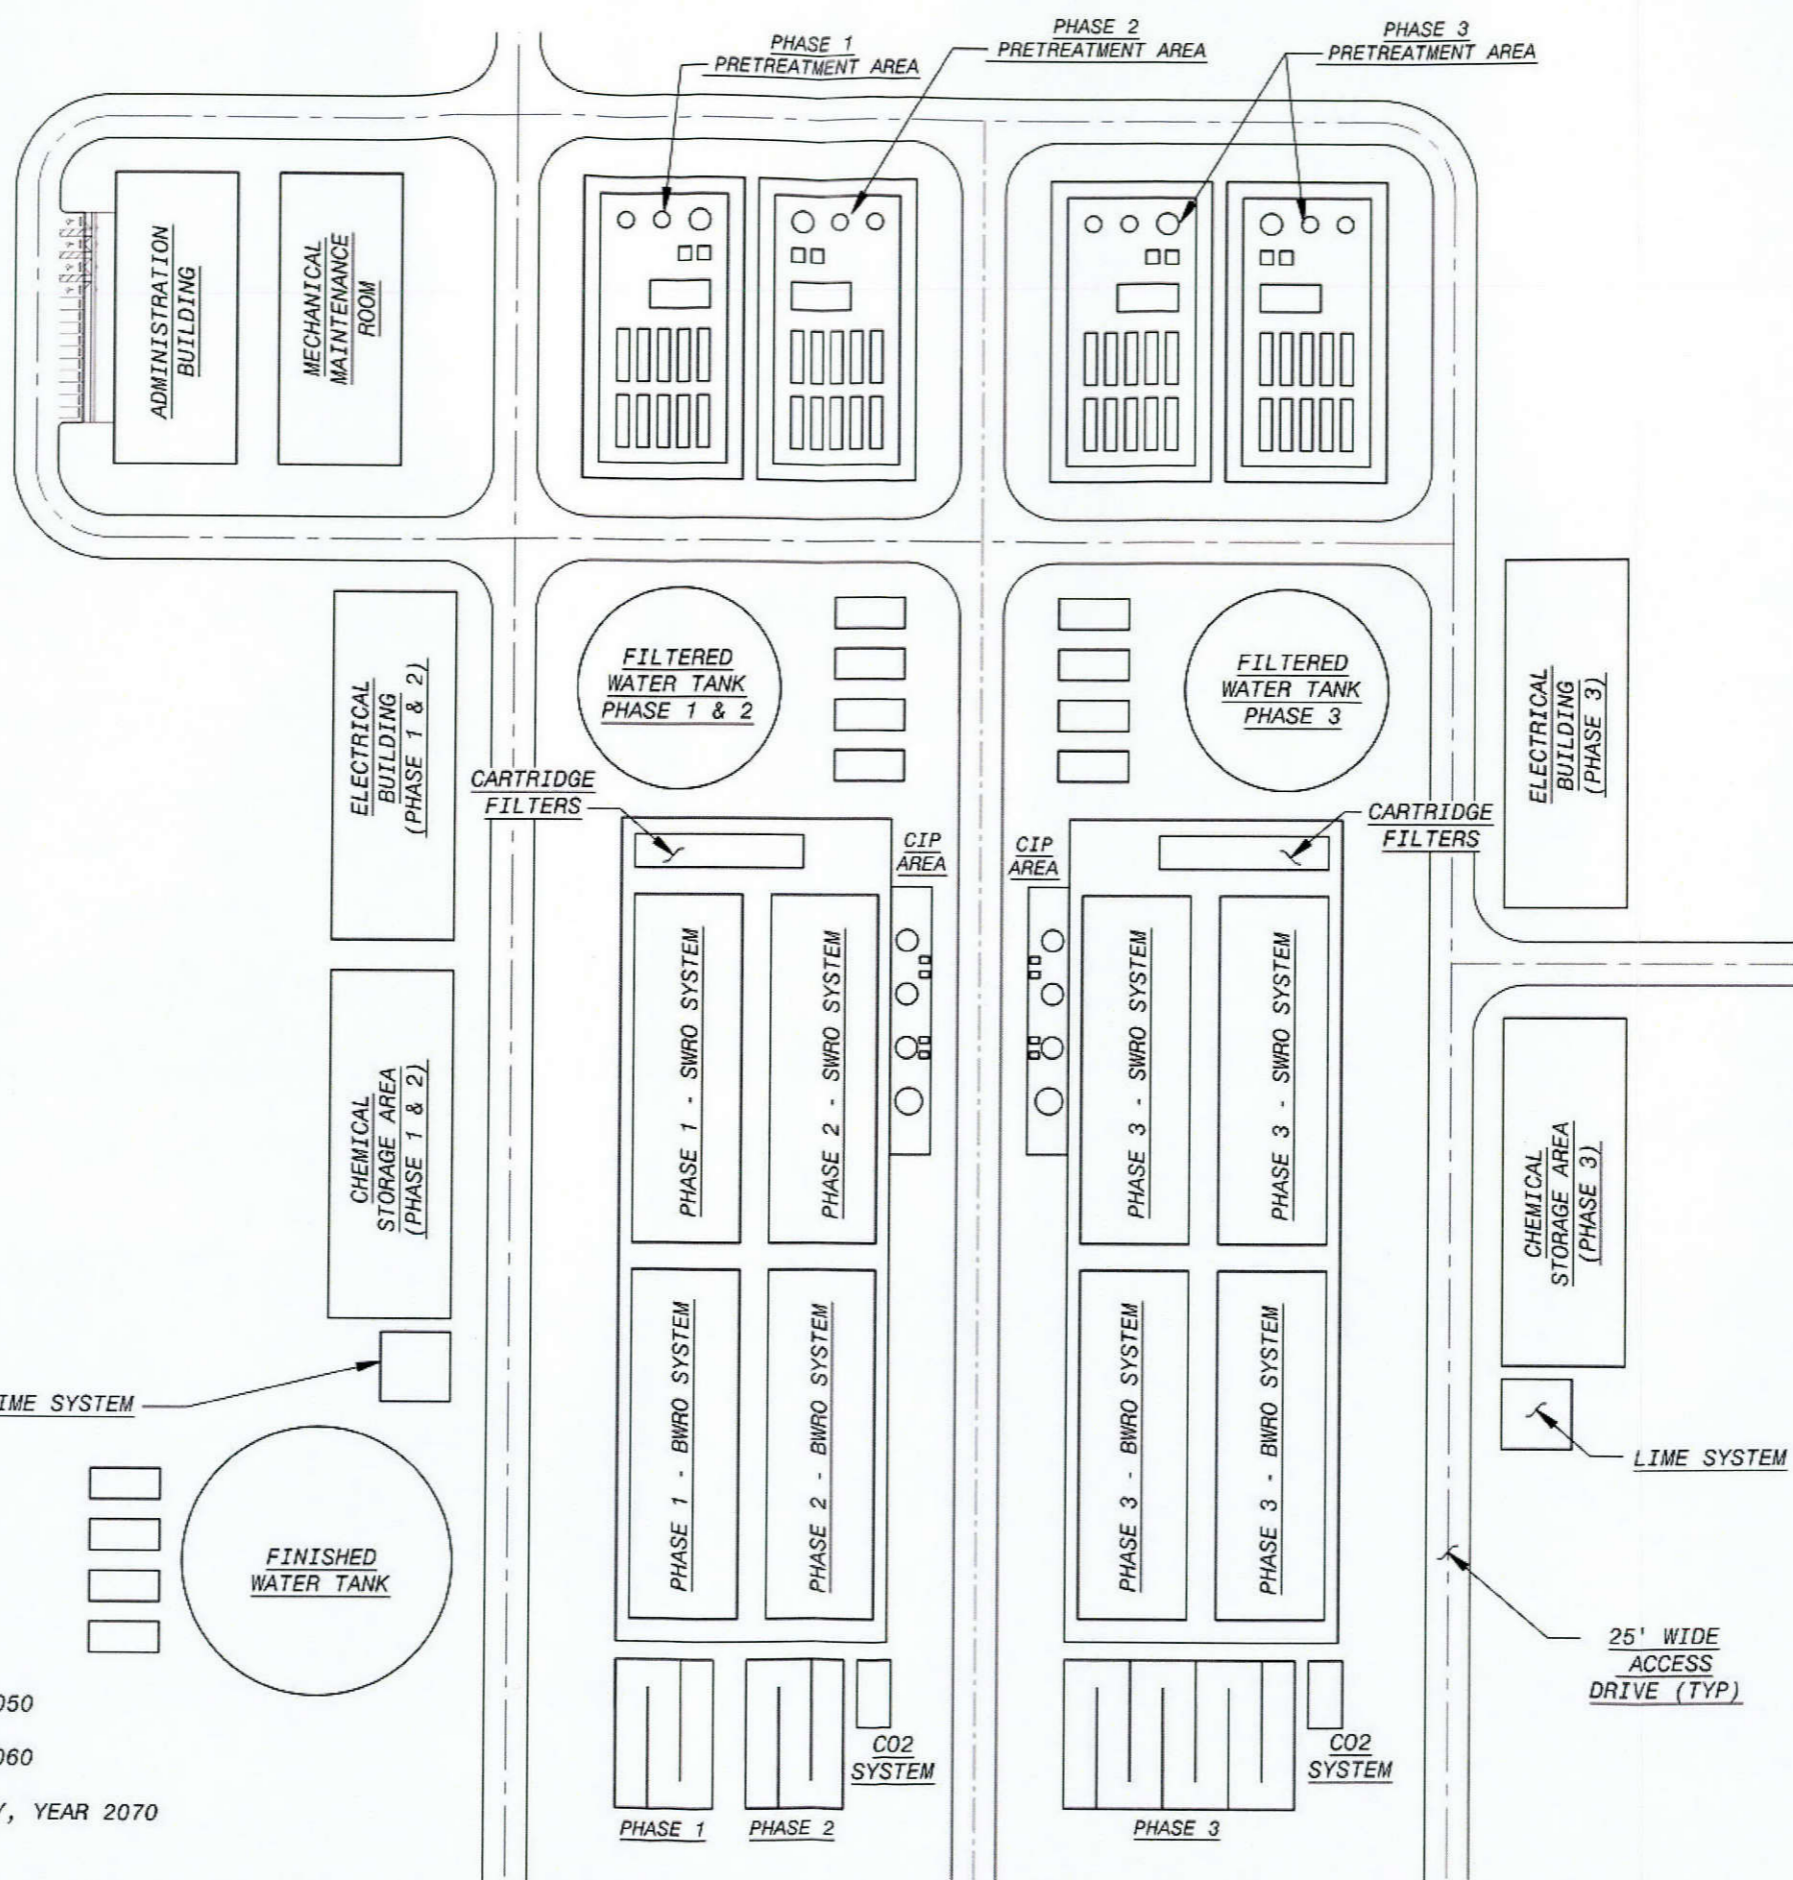 PHASE 1
PRETREATMENT AREA
PHASE 2
PRETREATMENT AREA
PHASE 3
PRETREATMENT AREA
ADMINISTRATION
BUILDING
MECHANICAL
MAINTENANCE
ROOM
ELECTRICAL
BUILDING
(PHASE 1 & 2)
FILTERED
WATER TANK
PHASE 1 & 2
FILTERED
WATER TANK
PHASE 3
ELECTRICAL
BUILDING
(PHASE 3)
CARTRIDGE
FILTERS
CIP
AREA
CIP
AREA
CARTRIDGE
FILTERS
CHEMICAL
STORAGE AREA
(PHASE 1 & 2)
PHASE 1 - SWRO SYSTEM
PHASE 2 - SWRO SYSTEM
PHASE 3 - SWRO SYSTEM
PHASE 3 - SWRO SYSTEM
CHEMICAL
STORAGE AREA
(PHASE 3)
IME SYSTEM
PHASE 1 - BWRO SYSTEM
PHASE 2 - BWRO SYSTEM
PHASE 3 - BWRO SYSTEM
PHASE 3 - BWRO SYSTEM
LIME SYSTEM
FINISHED
WATER TANK
25' WIDE
ACCESS
DRIVE (TYP)
050
060
, YEAR 2070
CO2
SYSTEM
CO2
SYSTEM
PHASE 1
PHASE 2
PHASE 3